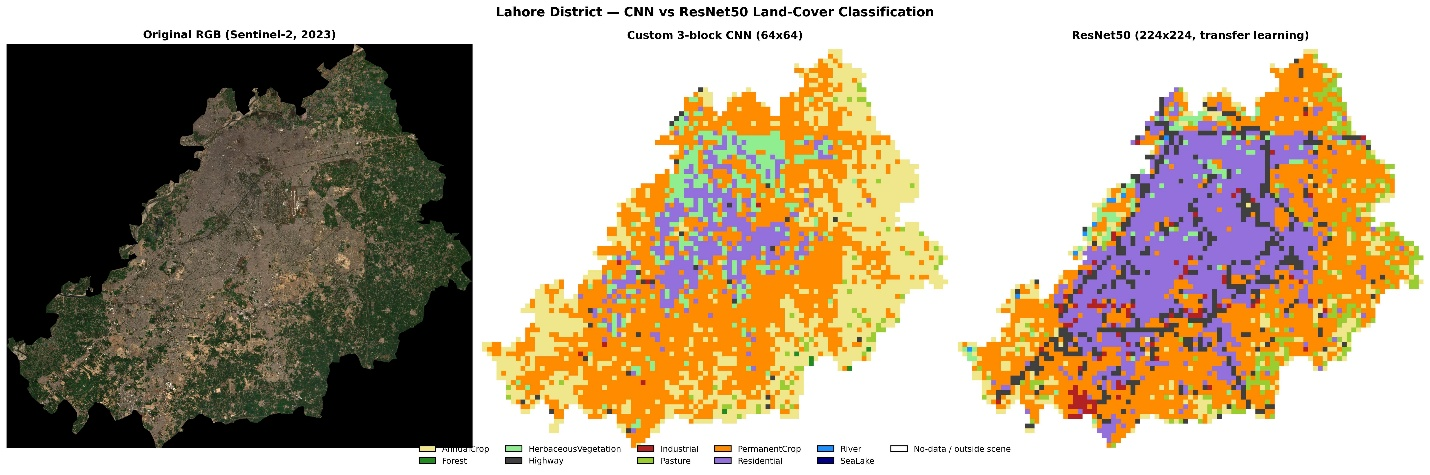 Lahore District — CNN vs ResNet50 Land-Cover Classification
Original RGB (Sentinel-2, 2023)
Custom 3-block CNN (64x64)
ResNet50 (224x224, transfer learning)
AnnualCrop HerbaceousVegetation Industrial PermanentCrop River No-data / outside scene
Forest Highway Pasture Residential SeaLake